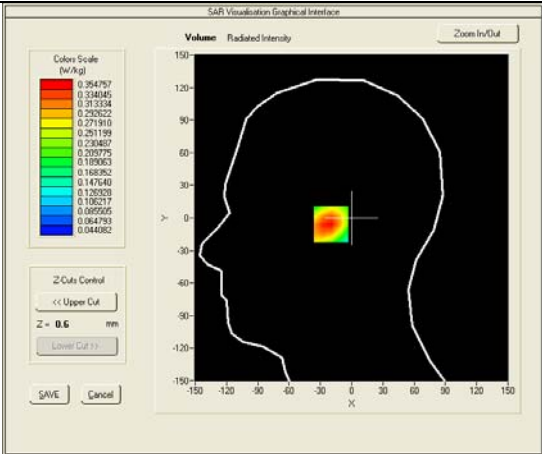 SAR Visualisation Graphical Interface
Volume Radiated Intensity
Zoom In/Out
Colors Scale
(W/kg)
0.354757
0.334045
0.313334
0.292622
0.271910
0.251199
0.230487
0.209775
0.189063
0.168352
0.147640
0.126928
0.106217
0.085505
0.064793
0.044082
Z-Cuts Control
<< Upper Cut
Z = 0.6 mm
Lower Cut >>
SAVE Cancel
150
120
90
60
30
Y 0
-30
-60
-90
-120
-150
-150 -120 -90 -60 -30 0 30 60 90 120 150
X